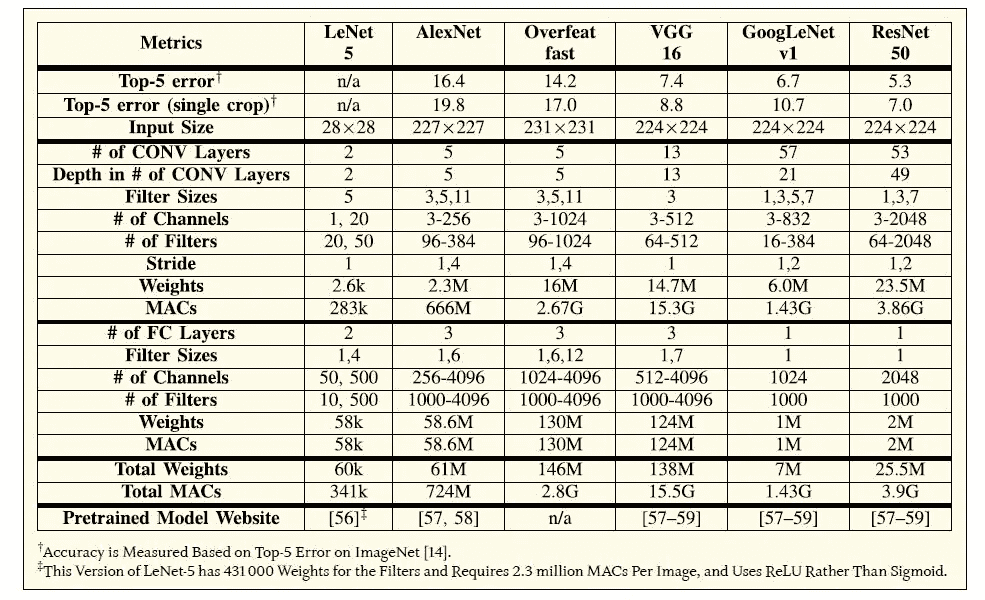 Metrics LeNet 5 AlexNet Overfeat fast VGG 16 GoogLeNet v1 ResNet 50
Top-5 error† n/a 16.4 14.2 7.4 6.7 5.3
Top-5 error (single crop)† n/a 19.8 17.0 8.8 10.7 7.0
Input Size 28×28 227×227 231×231 224×224 224×224 224×224
# of CONV Layers 2 5 5 13 57 53
Depth in # of CONV Layers 2 5 5 13 21 49
Filter Sizes 5 3,5,11 3,5,11 3 1,3,5,7 1,3,7
# of Channels 1, 20 3-256 3-1024 3-512 3-832 3-2048
# of Filters 20, 50 96-384 96-1024 64-512 16-384 64-2048
Stride 1 1,4 1,4 1 1,2 1,2
Weights 2.6k 2.3M 16M 14.7M 6.0M 23.5M
MACs 283k 666M 2.67G 15.3G 1.43G 3.86G
# of FC Layers 2 3 3 3 1 1
Filter Sizes 1,4 1,6 1,6,12 1,7 1 1
# of Channels 50, 500 256-4096 1024-4096 512-4096 1024 2048
# of Filters 10, 500 1000-4096 1000-4096 1000-4096 1000 1000
Weights 58k 58.6M 130M 124M 1M 2M
MACs 58k 58.6M 130M 124M 1M 2M
Total Weights 60k 61M 146M 138M 7M 25.5M
Total MACs 341k 724M 2.8G 15.5G 1.43G 3.9G
Pretrained Model Website [56]‡ [57, 58] n/a [57–59] [57–59] [57–59]
†Accuracy is Measured Based on Top-5 Error on ImageNet [14].
‡This Version of LeNet-5 has 431 000 Weights for the Filters and Requires 2.3 million MACs Per Image, and Uses ReLU Rather Than Sigmoid.